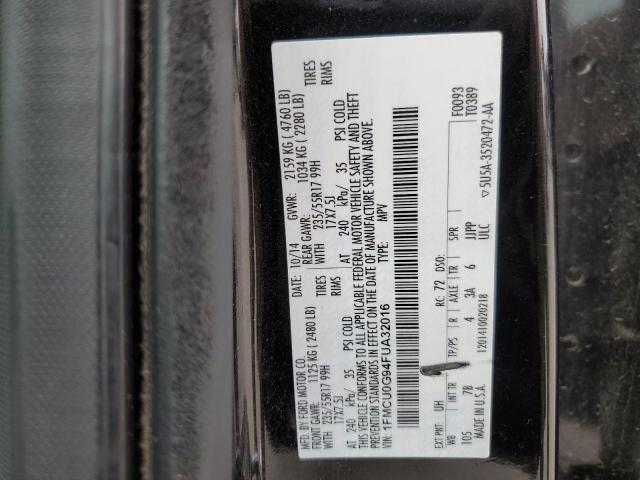 MFD. BY FORD MOTOR CO.
DATE: 10/14 GVWR: 2159 KG ( 4760 LB)
FRONT GAWR: 1125 KG ( 2480 LB) REAR GAWR: 1034 KG ( 2280 LB)
WITH 235/55R17 99H TIRES WITH 235/55R17 99H TIRES
17X7.5J RIMS 17X7.5J RIMS
AT 240 kPa/ 35 PSI COLD AT 240 kPa/ 35 PSI COLD
THIS VEHICLE CONFORMS TO ALL APPLICABLE FEDERAL MOTOR VEHICLE SAFETY AND THEFT
PREVENTION STANDARDS IN EFFECT ON THE DATE OF MANUFACTURE SHOWN ABOVE.
VIN: 1FMCU0G94FUA32016 TYPE: MPV
F0093
T0389
EXT PNT: UH RC: 72 DSO:
WB INT TR TP/PS R AXLE TR SPR
105 7B 4 3A 6 JJPP
MADE IN U.S.A. 12014100202​18 ULC
▽5U5A-3520472-AA